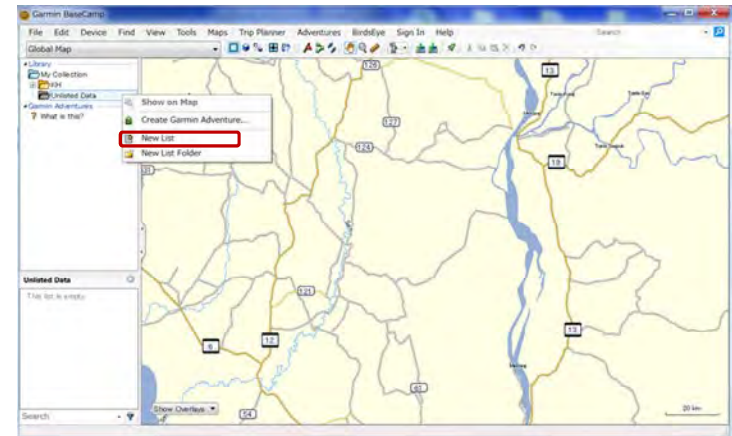 Garmin BaseCamp
File Edit Device Find View Tools Maps Trip Planner Adventures BirdsEye Sign In Help
Search
Global Map
Library
My Collection
KH
Unlisted Data
Garmin Adventures
What is this?
Show on Map
Create Garmin Adventure...
New List
New List Folder
126
13
127
124
19
131
121
12
6
13
62
54
Unlisted Data
This list is empty.
Search
Show Overlays
20 km